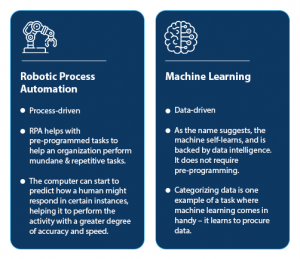 Robotic Process
Automation
• Process-driven
• RPA helps with
pre-programmed tasks to
help an organization perform
mundane & repetitive tasks.
• The computer can start to
predict how a human might
respond in certain instances,
helping it to perform the
activity with a greater degree
of accuracy and speed.
Machine Learning
• Data-driven
• As the name suggests, the
machine self-learns, and is
backed by data intelligence.
It does not require
pre-programming.
• Categorizing data is one
example of a task where
machine learning comes in
handy – it learns to procure
data.